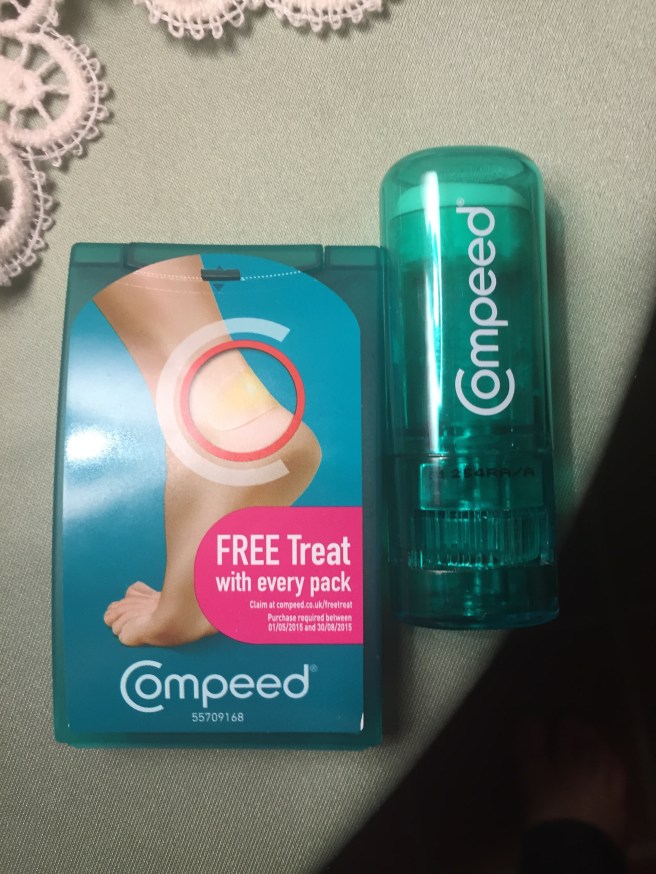 FREE Treat
with every pack
Claim at compeed.co.uk/freetreat
Purchase required between
01/05/2015 and 30/08/2015
Compeed®
55709168
Compeed®